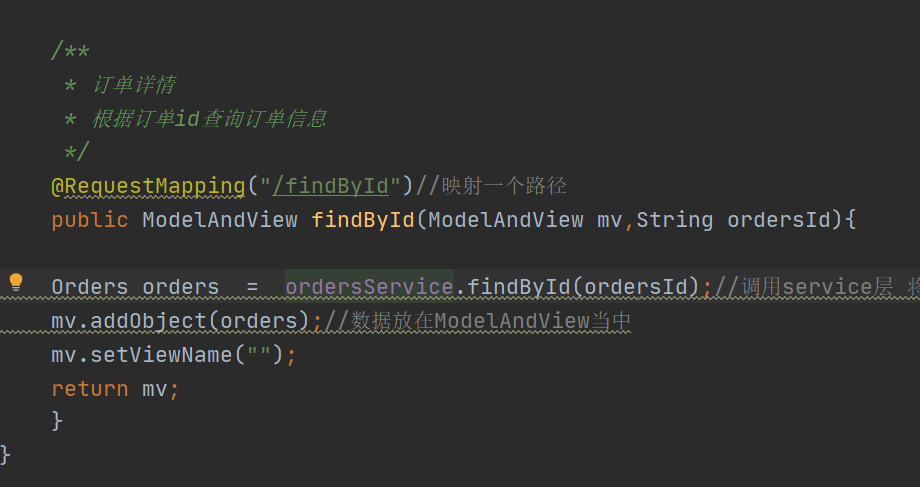 /**
* 订单详情
* 根据订单id查询订单信息
*/
@RequestMapping("/findById")//映射一个路径
public ModelAndView findById(ModelAndView mv,String ordersId){
Orders orders = ordersService.findById(ordersId);//调用service层 将
mv.addObject(orders);//数据放在ModelAndView当中
mv.setViewName("");
return mv;
}
}